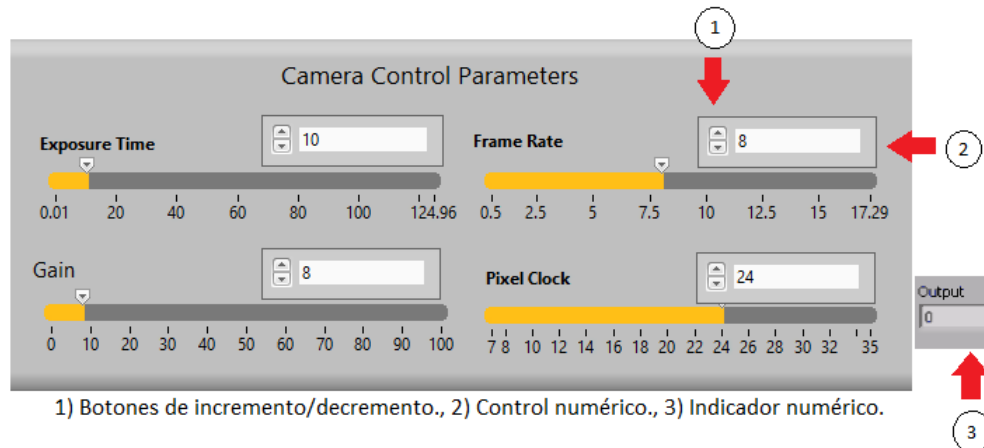 1
Camera Control Parameters
Exposure Time
10
Frame Rate
8
2
0.01 20 40 60 80 100 124.96
0.5 2.5 5 7.5 10 12.5 15 17.29
Gain
8
Pixel Clock
24
Output
0
0 10 20 30 40 50 60 70 80 90 100
7 8 10 12 14 16 18 20 22 24 26 28 30 32 35
1) Botones de incremento/decremento., 2) Control numérico., 3) Indicador numérico.
3